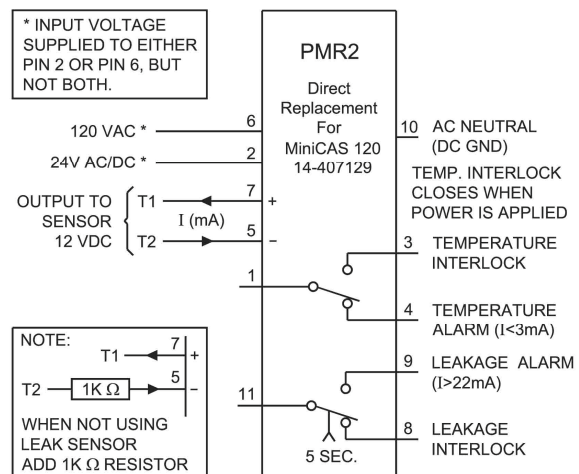 * INPUT VOLTAGE
SUPPLIED TO EITHER
PIN 2 OR PIN 6, BUT
NOT BOTH.
PMR2
Direct
Replacement
For
MiniCAS 120
14-407129
120 VAC *
6
24V AC/DC *
2
10 AC NEUTRAL
(DC GND)
TEMP. INTERLOCK
CLOSES WHEN
POWER IS APPLIED
OUTPUT TO
SENSOR
12 VDC
T1
7
+
I (mA)
T2
5
–
3 TEMPERATURE
INTERLOCK
1
4 TEMPERATURE
ALARM (I<3mA)
9 LEAKAGE ALARM
(I>22mA)
11
5 SEC.
8 LEAKAGE
INTERLOCK
NOTE:
T1
7
+
T2
1K Ω
5
–
WHEN NOT USING
LEAK SENSOR
ADD 1K Ω RESISTOR